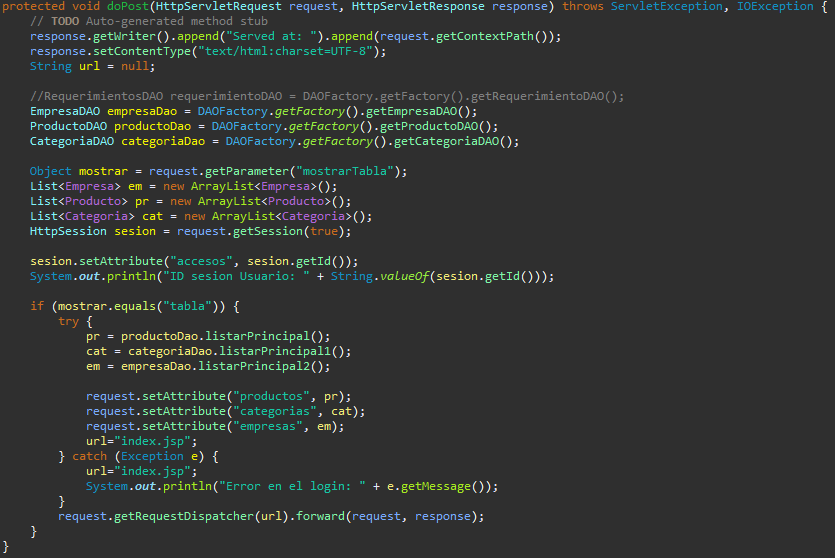 protected void doPost(HttpServletRequest request, HttpServletResponse response) throws ServletException, IOException {
// TODO Auto-generated method stub
response.getWriter().append("Served at: ").append(request.getContextPath());
response.setContentType("text/html:charset=UTF-8");
String url = null;
//RequerimientosDAO requerimientoDAO = DAOFactory.getFactory().getRequerimientoDAO();
EmpresaDAO empresaDao = DAOFactory.getFactory().getEmpresaDAO();
ProductoDAO productoDao = DAOFactory.getFactory().getProductoDAO();
CategoriaDAO categoriaDao = DAOFactory.getFactory().getCategoriaDAO();
Object mostrar = request.getParameter("mostrarTabla");
List<Empresa> em = new ArrayList<Empresa>();
List<Producto> pr = new ArrayList<Producto>();
List<Categoria> cat = new ArrayList<Categoria>();
HttpSession sesion = request.getSession(true);
sesion.setAttribute("accesos", sesion.getId());
System.out.println("ID sesion Usuario: " + String.valueOf(sesion.getId()));
if (mostrar.equals("tabla")) {
try {
pr = productoDao.listarPrincipal();
cat = categoriaDao.listarPrincipal1();
em = empresaDao.listarPrincipal2();
request.setAttribute("productos", pr);
request.setAttribute("categorias", cat);
request.setAttribute("empresas", em);
url="index.jsp";
} catch (Exception e) {
url="index.jsp";
System.out.println("Error en el login: " + e.getMessage());
}
request.getRequestDispatcher(url).forward(request, response);
}
}